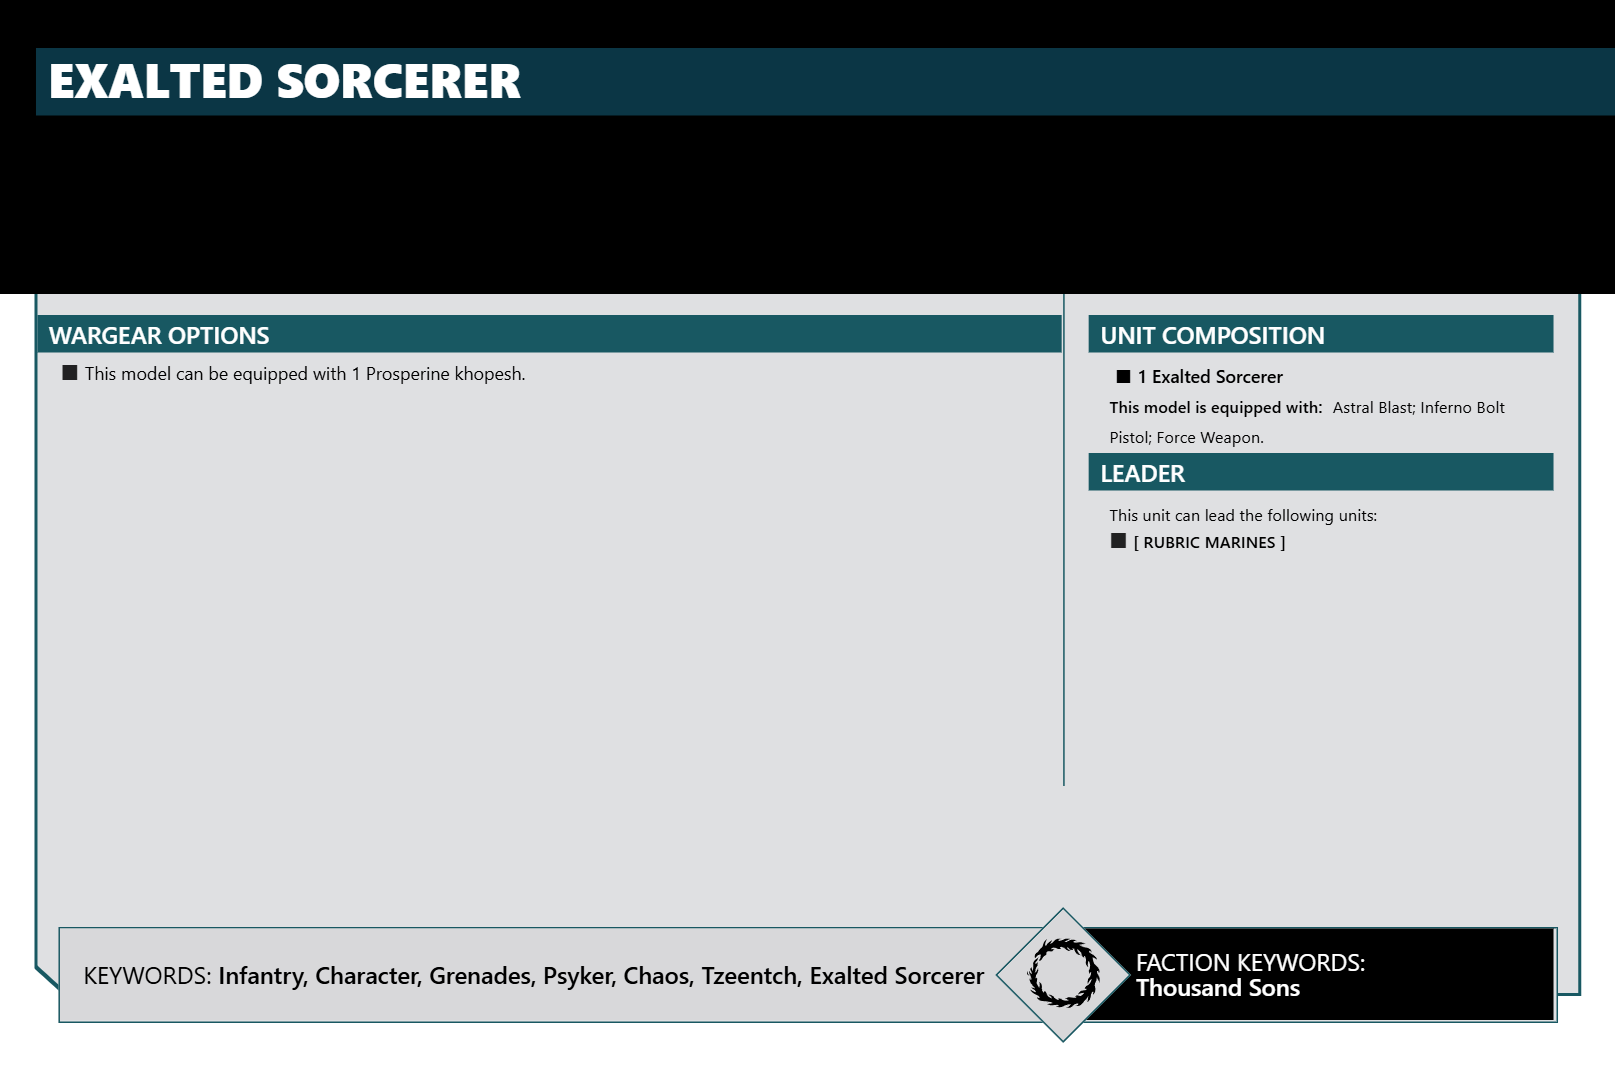 EXALTED SORCERER
WARGEAR OPTIONS
■ This model can be equipped with 1 Prosperine khopesh.
UNIT COMPOSITION
■ 1 Exalted Sorcerer
This model is equipped with: Astral Blast; Inferno Bolt
Pistol; Force Weapon.
LEADER
This unit can lead the following units:
■ [ RUBRIC MARINES ]
KEYWORDS: Infantry, Character, Grenades, Psyker, Chaos, Tzeentch, Exalted Sorcerer
FACTION KEYWORDS:
Thousand Sons